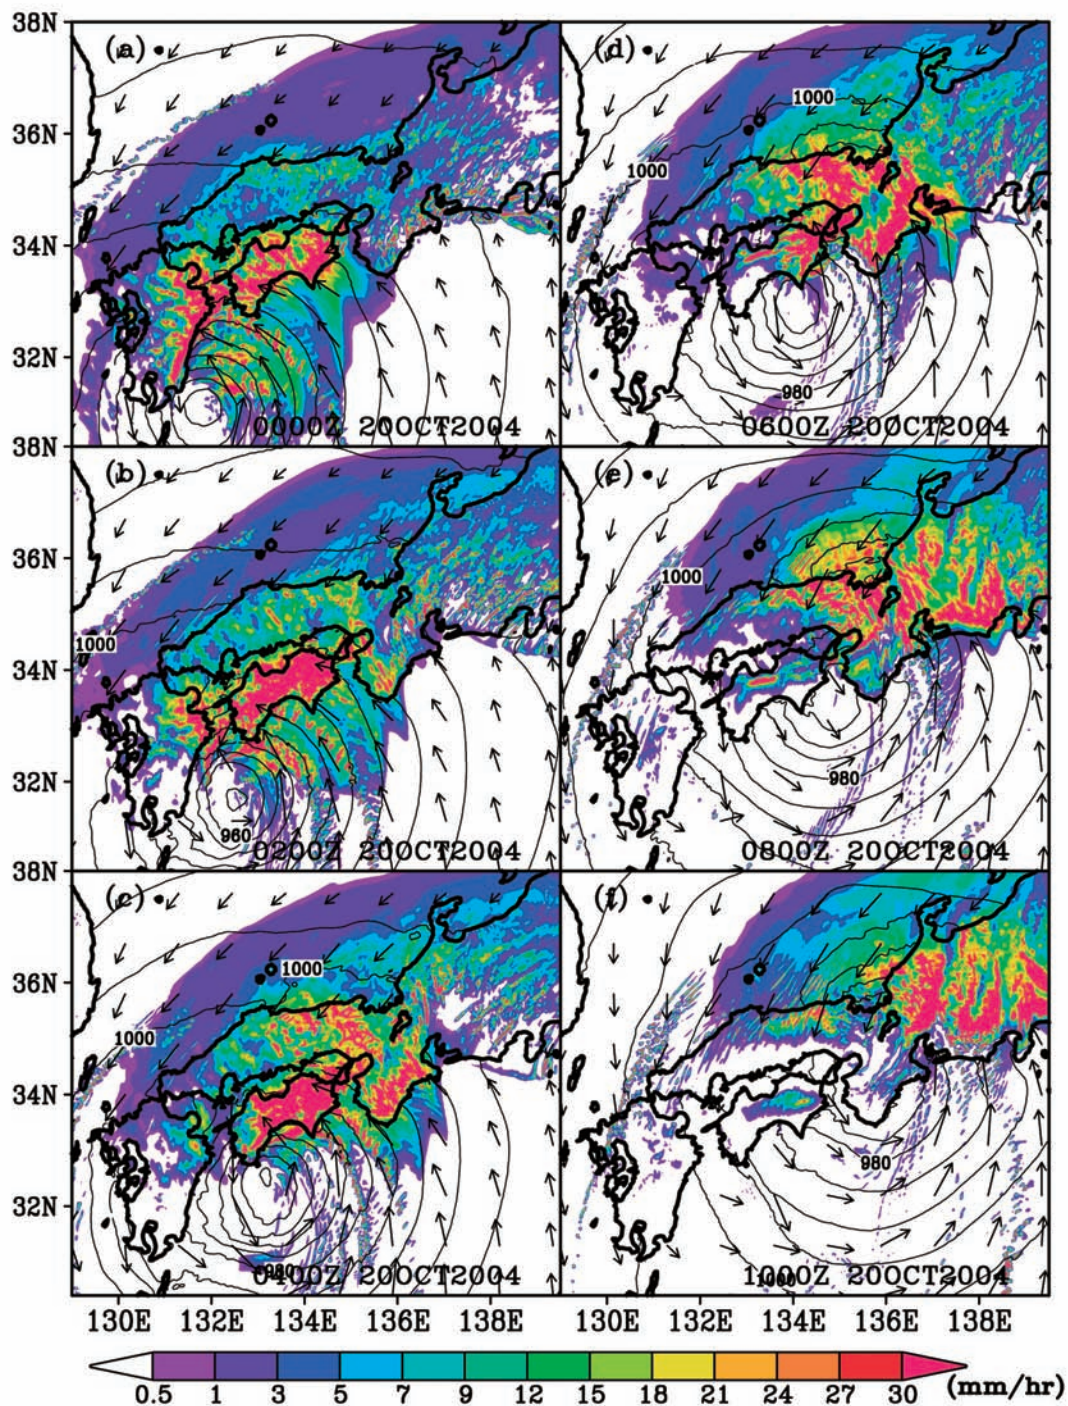 38N
(a)
(d)
1000
36N
1000
34N
32N
980
0000Z 20OCT2004
0600Z 20OCT2004
38N
(b)
(e)
36N
1000
1000
34N
32N
980
960
0200Z 20OCT2004
0800Z 20OCT2004
38N
(c)
(f)
36N
1000
1000
34N
980
32N
980
0400Z 20OCT2004
1000Z 20OCT2004
1000
130E 132E 134E 136E 138E 130E 132E 134E 136E 138E
0.5 1 3 5 7 9 12 15 18 21 24 27 30 (mm/hr)